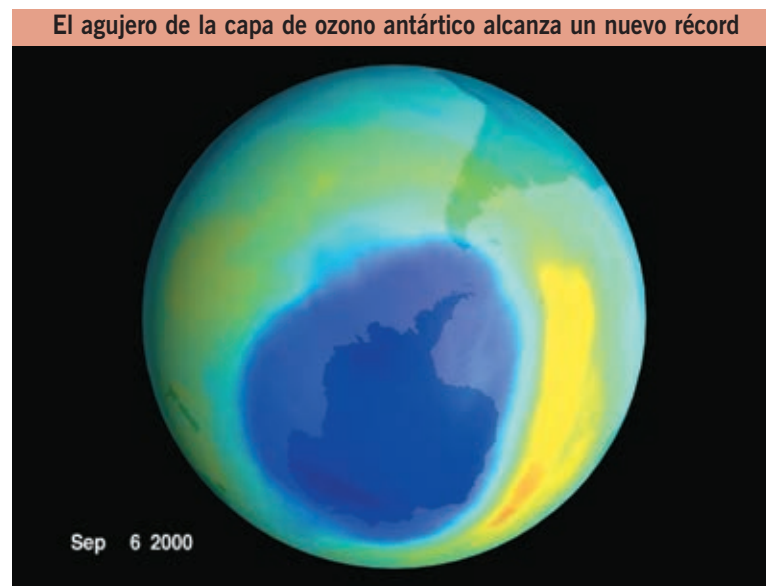 El agujero de la capa de ozono antártico alcanza un nuevo récord
Sep 6 2000